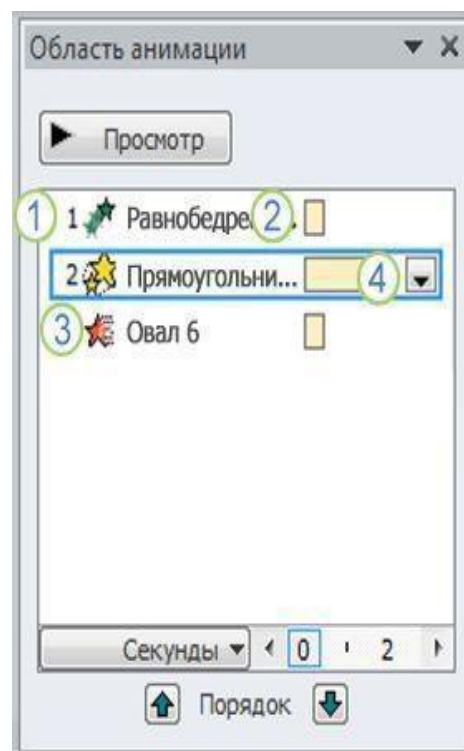 Область анимации
Просмотр
1 1 Равнобедре 2 .
2 Прямоугольни... 4
3 Овал 6
Секунды 0 2
Порядок